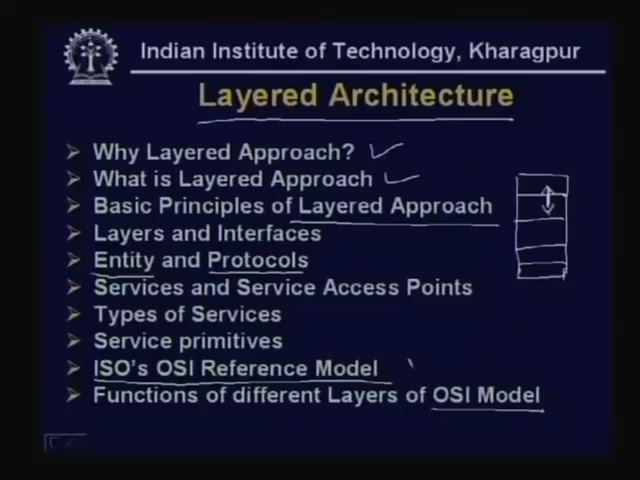 Indian Institute of Technology, Kharagpur
Layered Architecture
Why Layered Approach?
What is Layered Approach
Basic Principles of Layered Approach
Layers and Interfaces
Entity and Protocols
Services and Service Access Points
Types of Services
Service primitives
ISO's OSI Reference Model
Functions of different Layers of OSI Model